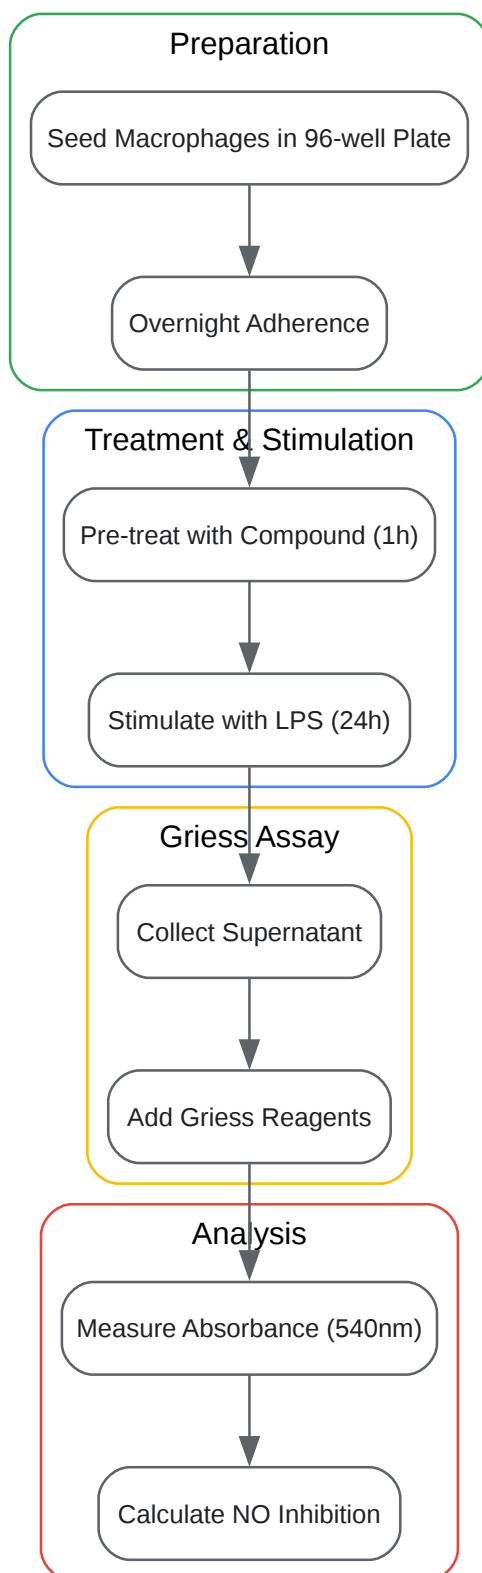 Preparation
Seed Macrophages in 96-well Plate
Overnight Adherence
Treatment & Stimulation
Pre-treat with Compound (1h)
Stimulate with LPS (24h)
Griess Assay
Collect Supernatant
Add Griess Reagents
Analysis
Measure Absorbance (540nm)
Calculate NO Inhibition